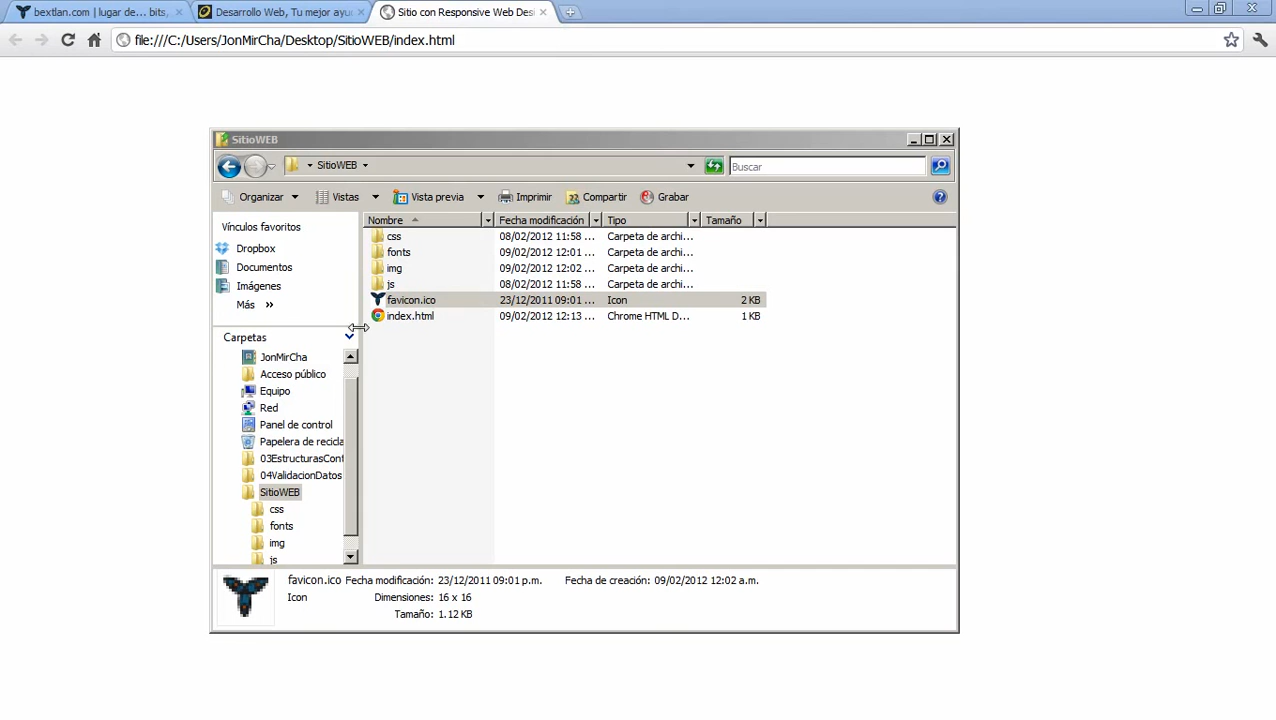 bextlan.com | lugar de... bits,
Desarrollo Web, Tu mejor ayu
Sitio con Responsive Web Desi
file:///C:/Users/JonMirCha/Desktop/SitioWEB/index.html
SitioWEB
SitioWEB
Buscar
Organizar Vistas Vista previa Imprimir Compartir Grabar
Vínculos favoritos
Dropbox
Documentos
Imágenes
Más »
Carpetas
JonMirCha
Acceso público
Equipo
Red
Panel de control
Papelera de recicla
03EstructurasCont
04ValidacionDatos
SitioWEB
css
fonts
img
js
Nombre Fecha modificación Tipo Tamaño
css 08/02/2012 11:58 ... Carpeta de archi...
fonts 09/02/2012 12:01 ... Carpeta de archi...
img 09/02/2012 12:02 ... Carpeta de archi...
js 08/02/2012 11:58 ... Carpeta de archi...
favicon.ico 23/12/2011 09:01 ... Icon 2 KB
index.html 09/02/2012 12:13 ... Chrome HTML D... 1 KB
favicon.ico Fecha modificación: 23/12/2011 09:01 p.m. Fecha de creación: 09/02/2012 12:02 a.m.
Icon Dimensiones: 16 x 16
Tamaño: 1.12 KB